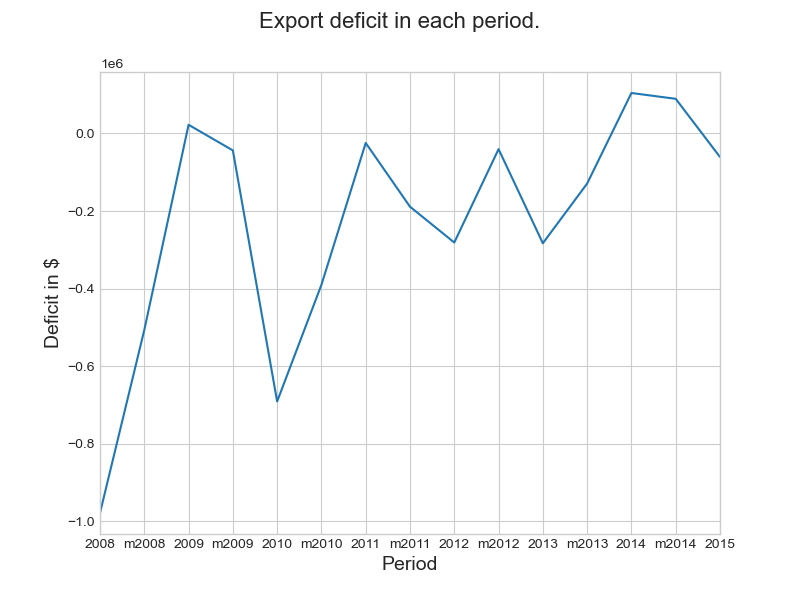 Export deficit in each period.
1e6
0.0
−0.2
−0.4
−0.6
−0.8
−1.0
Deficit in $
2008 m2008 2009 m2009 2010 m2010 2011 m2011 2012 m2012 2013 m2013 2014 m2014 2015
Period